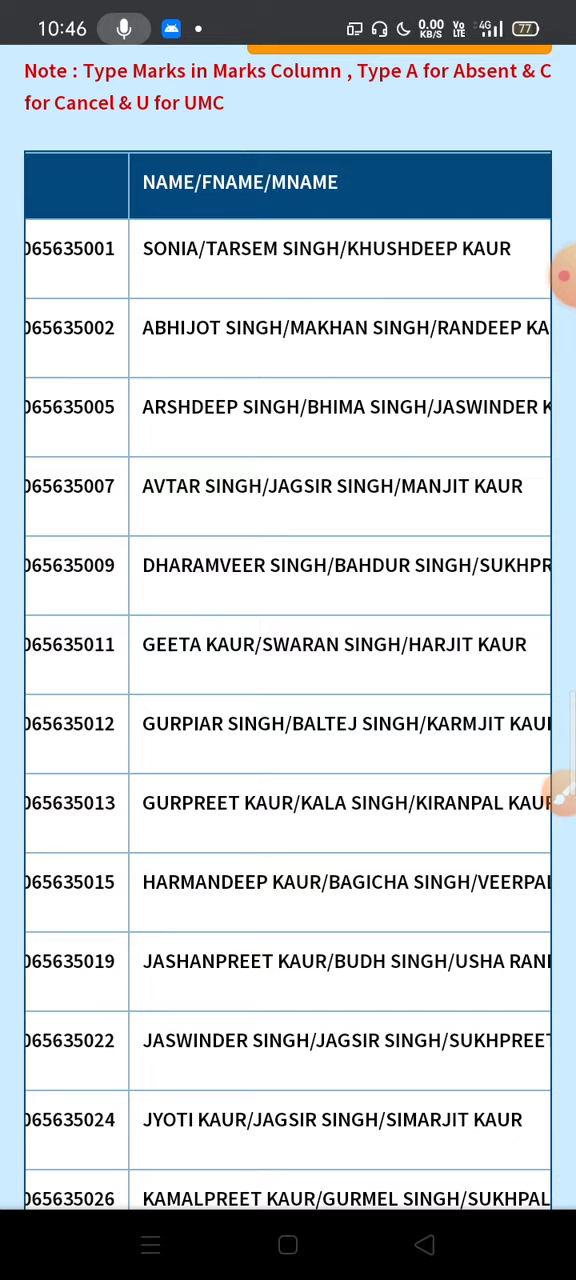 10:46
0.00 KB/S Vo LTE 4G 77
Note : Type Marks in Marks Column , Type A for Absent & C
for Cancel & U for UMC
NAME/FNAME/MNAME
065635001 SONIA/TARSEM SINGH/KHUSHDEEP KAUR
065635002 ABHIJOT SINGH/MAKHAN SINGH/RANDEEP KA
065635005 ARSHDEEP SINGH/BHIMA SINGH/JASWINDER K
065635007 AVTAR SINGH/JAGSIR SINGH/MANJIT KAUR
065635009 DHARAMVEER SINGH/BAHDUR SINGH/SUKHPR
065635011 GEETA KAUR/SWARAN SINGH/HARJIT KAUR
065635012 GURPIAR SINGH/BALTEJ SINGH/KARMJIT KAUR
065635013 GURPREET KAUR/KALA SINGH/KIRANPAL KAUR
065635015 HARMANDEEP KAUR/BAGICHA SINGH/VEERPAL
065635019 JASHANPREET KAUR/BUDH SINGH/USHA RANI
065635022 JASWINDER SINGH/JAGSIR SINGH/SUKHPREET
065635024 JYOTI KAUR/JAGSIR SINGH/SIMARJIT KAUR
065635026 KAMALPREET KAUR/GURMEL SINGH/SUKHPAL